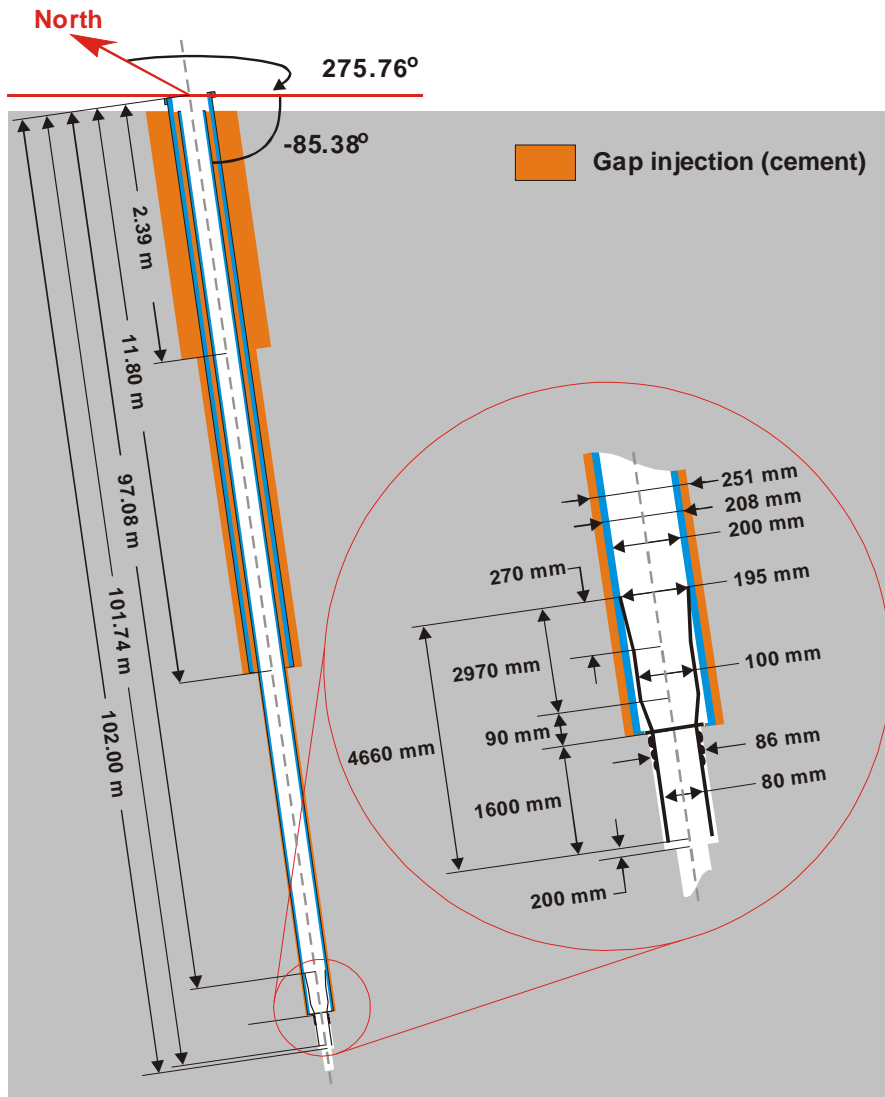 North
275.76o
-85.38o
Gap injection (cement)
2.39 m
11.80 m
97.08 m
101.74 m
102.00 m
251 mm
208 mm
200 mm
270 mm
195 mm
2970 mm
100 mm
90 mm
4660 mm
86 mm
80 mm
1600 mm
200 mm